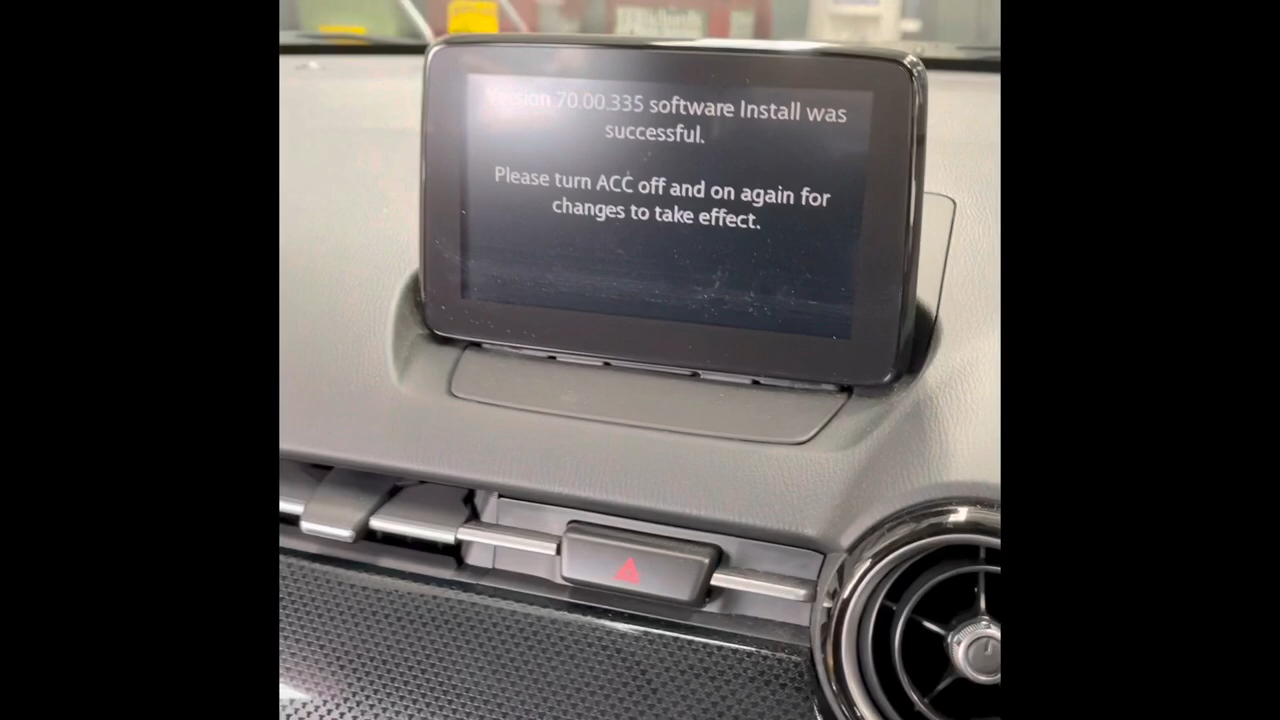 Version 70.00.335 software Install was
successful.
Please turn ACC off and on again for
changes to take effect.